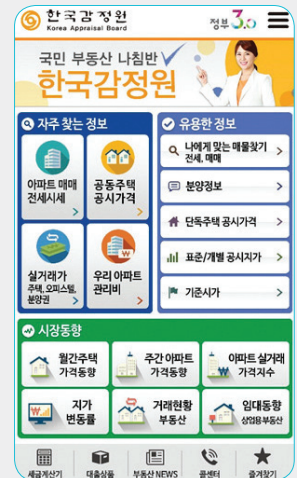 한국감정원
Korea Appraisal Board
정부3.0
국민 부동산 나침반
한국감정원
자주 찾는 정보
아파트 매매
전세시세
공동주택
공시가격
실거래가
주택, 오피스텔,
분양권
우리 아파트
관리비
유용한 정보
나에게 맞는 매물찾기
전세, 매매
분양정보
단독주택 공시가격
표준/개별 공시지가
기준시가
시장동향
월간주택
가격동향
주간 아파트
가격동향
아파트 실거래
가격지수
지가
변동률
거래현황
부동산
임대동향
상업용부동산
세금계산기
대출상품
부동산 NEWS
콜센터
즐겨찾기